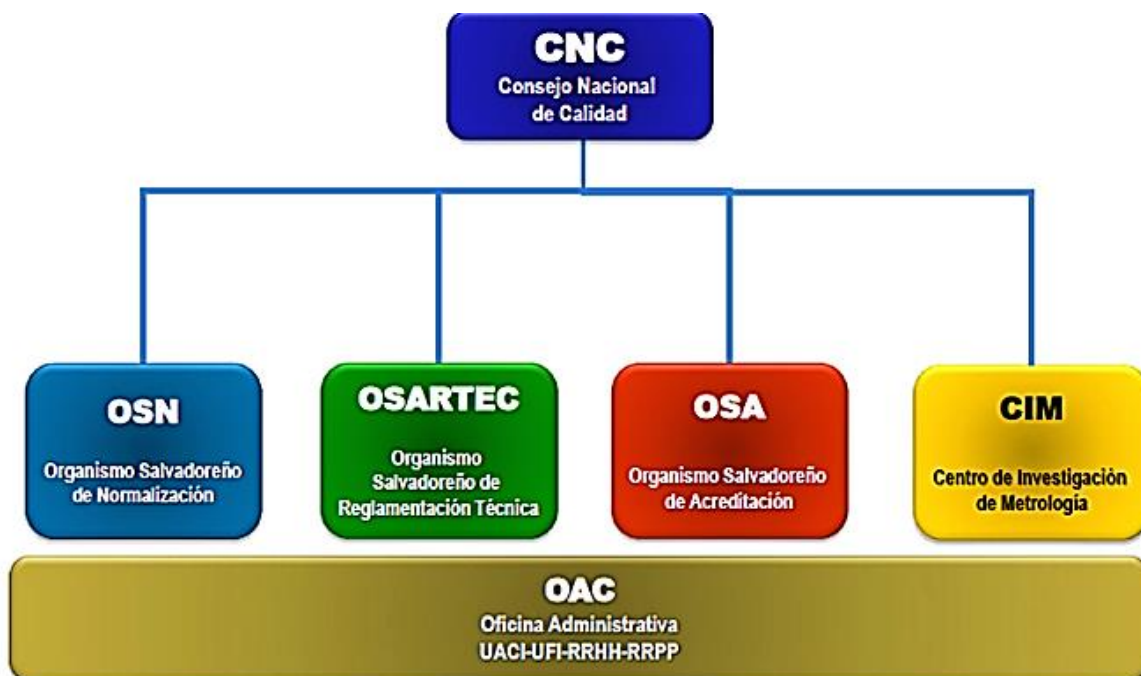 CNC
Consejo Nacional
de Calidad
OSN
Organismo Salvadoreño
de Normalización
OSARTEC
Organismo
Salvadoreño de
Reglamentación Técnica
OSA
Organismo Salvadoreño
de Acreditación
CIM
Centro de Investigación
de Metrología
OAC
Oficina Administrativa
UACI-UFI-RRHH-RRPP